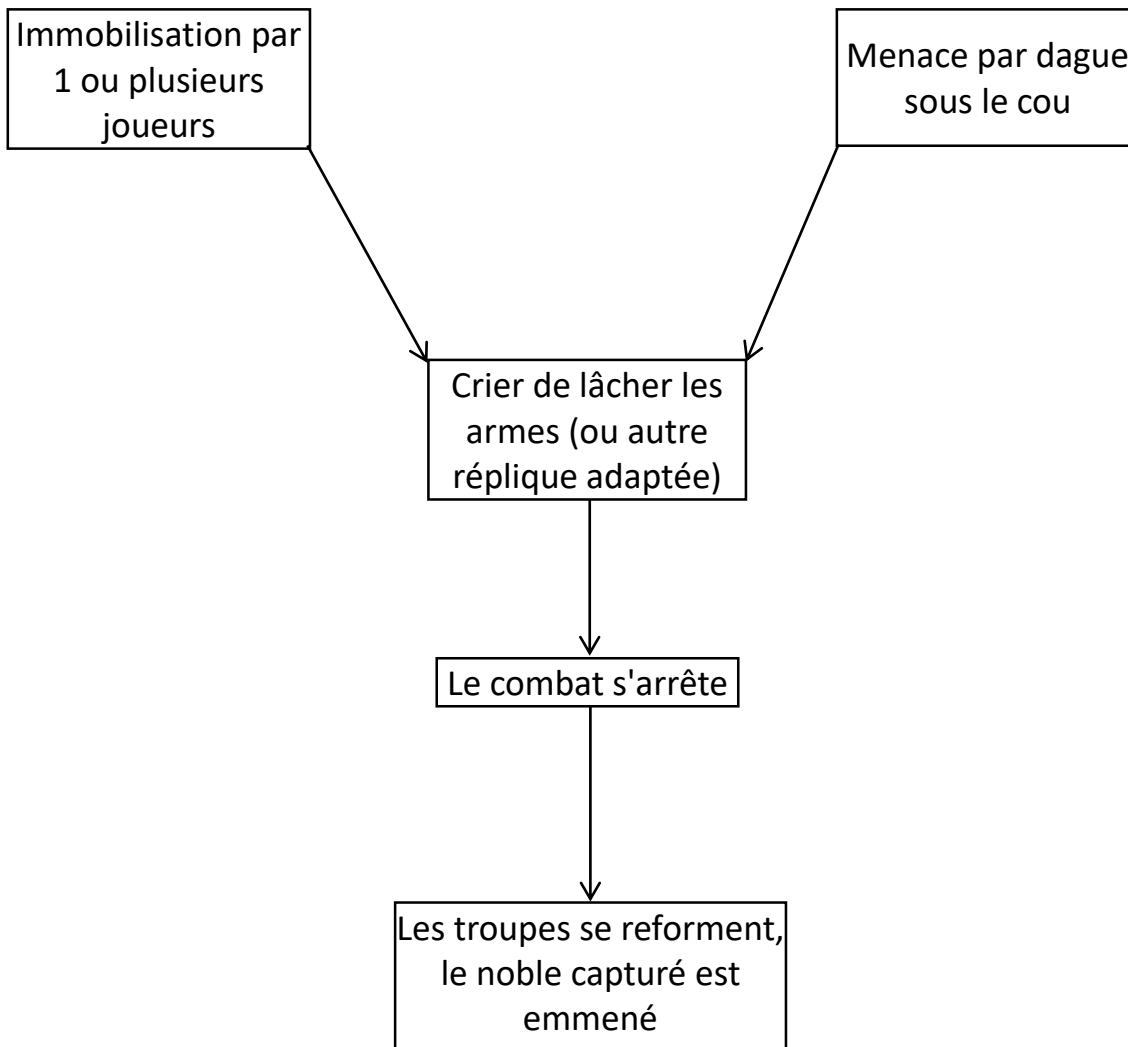 Immobilisation par
1 ou plusieurs
joueurs
Menace par dague
sous le cou
Crier de lâcher les
armes (ou autre
réplique adaptée)
Le combat s'arrête
Les troupes se reforment,
le noble capturé est
emmené